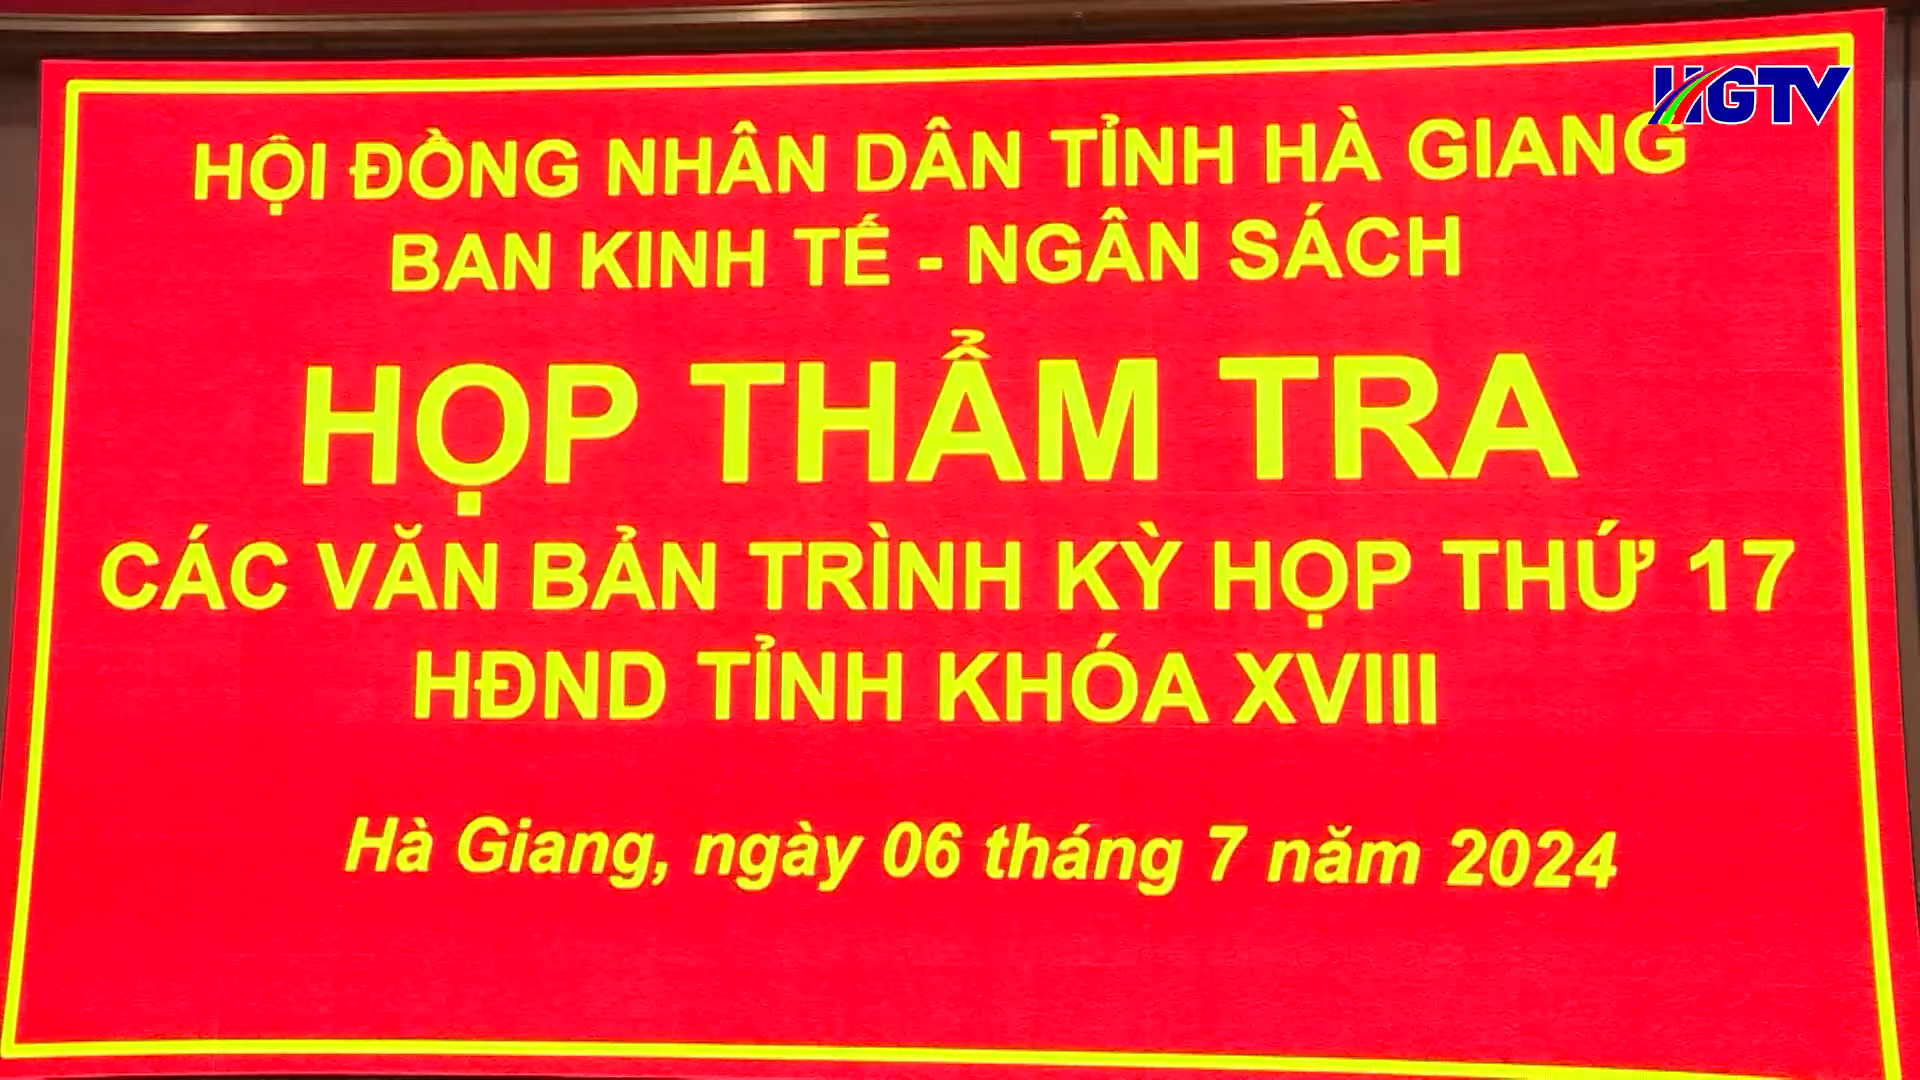 HGTV
HỘI ĐỒNG NHÂN DÂN TỈNH HÀ GIANG
BAN KINH TẾ - NGÂN SÁCH
HỌP THẨM TRA
CÁC VĂN BẢN TRÌNH KỲ HỌP THỨ 17
HĐND TỈNH KHÓA XVIII
Hà Giang, ngày 06 tháng 7 năm 2024